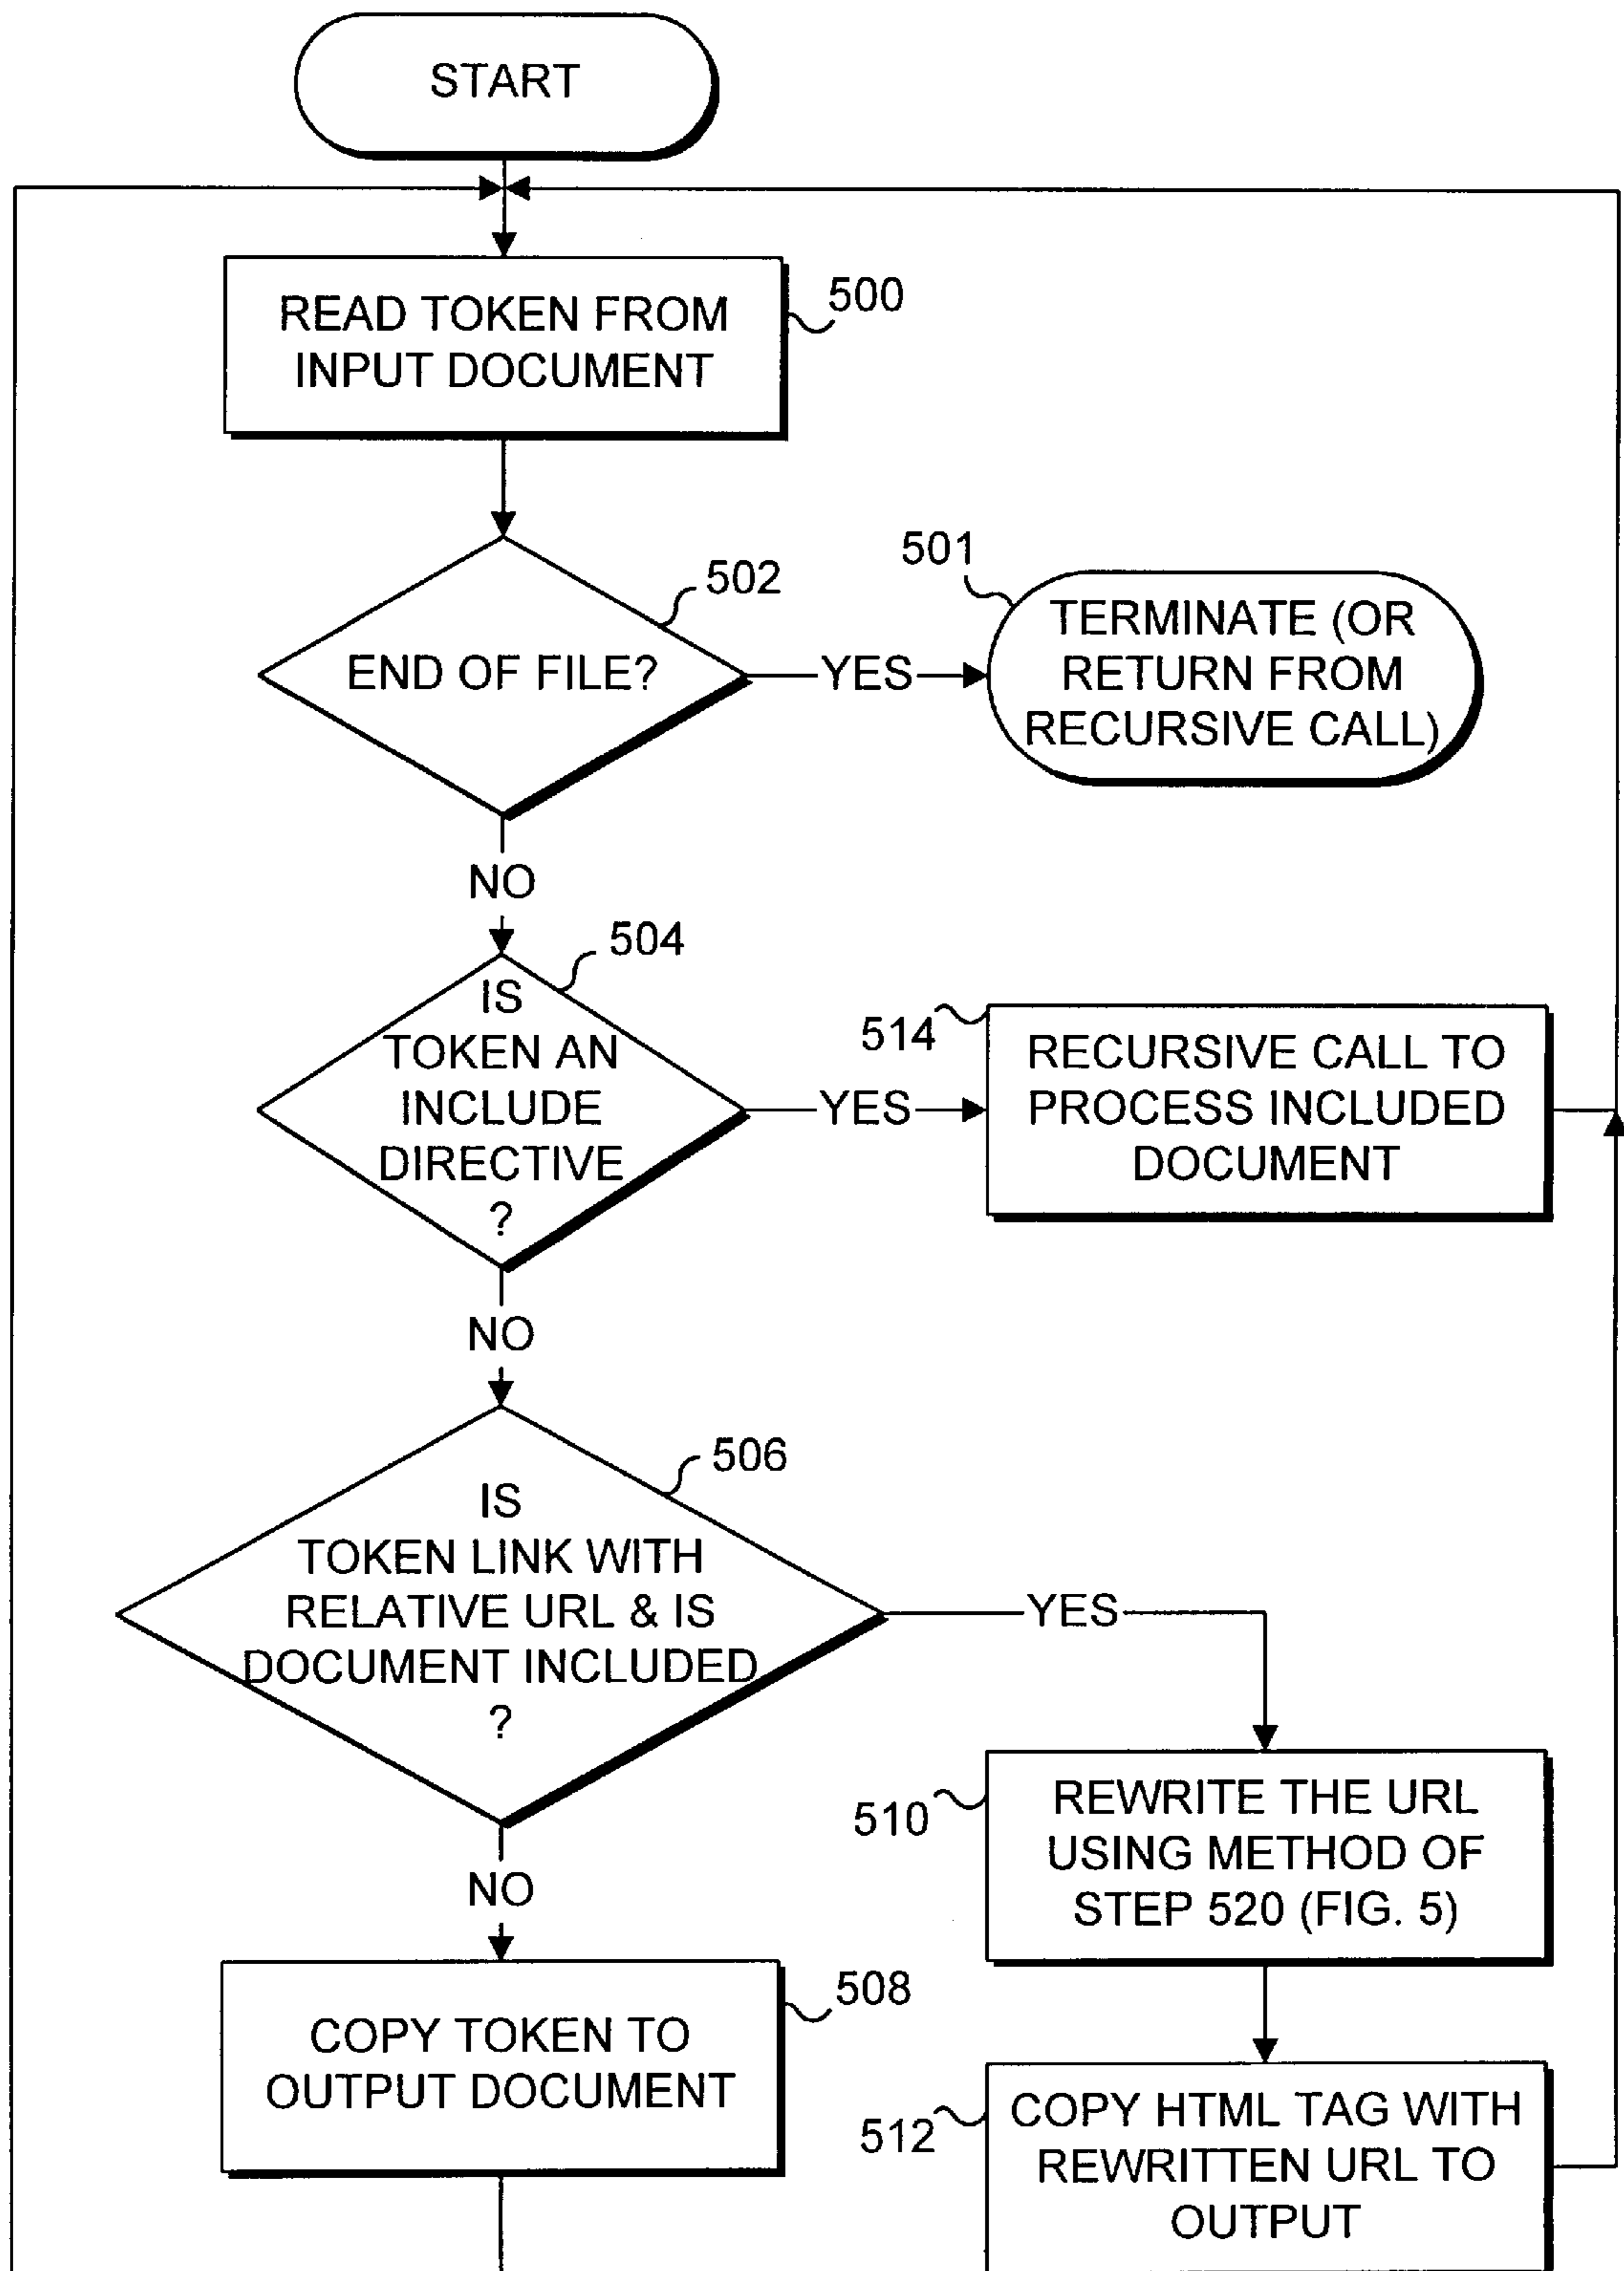 START
READ TOKEN FROM
INPUT DOCUMENT
500
502
END OF FILE?
YES
501
TERMINATE (OR
RETURN FROM
RECURSIVE CALL)
NO
504
IS
TOKEN AN
INCLUDE
DIRECTIVE
?
YES
514
RECURSIVE CALL TO
PROCESS INCLUDED
DOCUMENT
NO
506
IS
TOKEN LINK WITH
RELATIVE URL & IS
DOCUMENT INCLUDED
?
YES
510
REWRITE THE URL
USING METHOD OF
STEP 520 (FIG. 5)
NO
508
COPY TOKEN TO
OUTPUT DOCUMENT
512
COPY HTML TAG WITH
REWRITTEN URL TO
OUTPUT